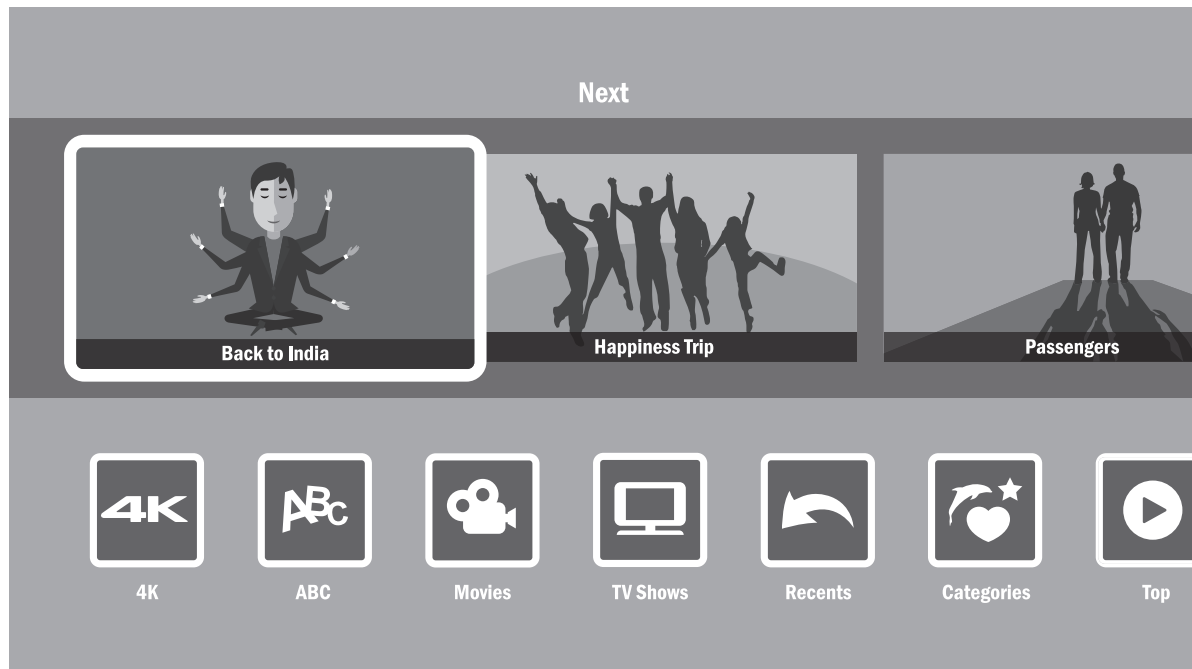 Next
Back to India
Happiness Trip
Passengers
4K
ABC
4K
ABC
Movies
TV Shows
Recents
Categories
Top